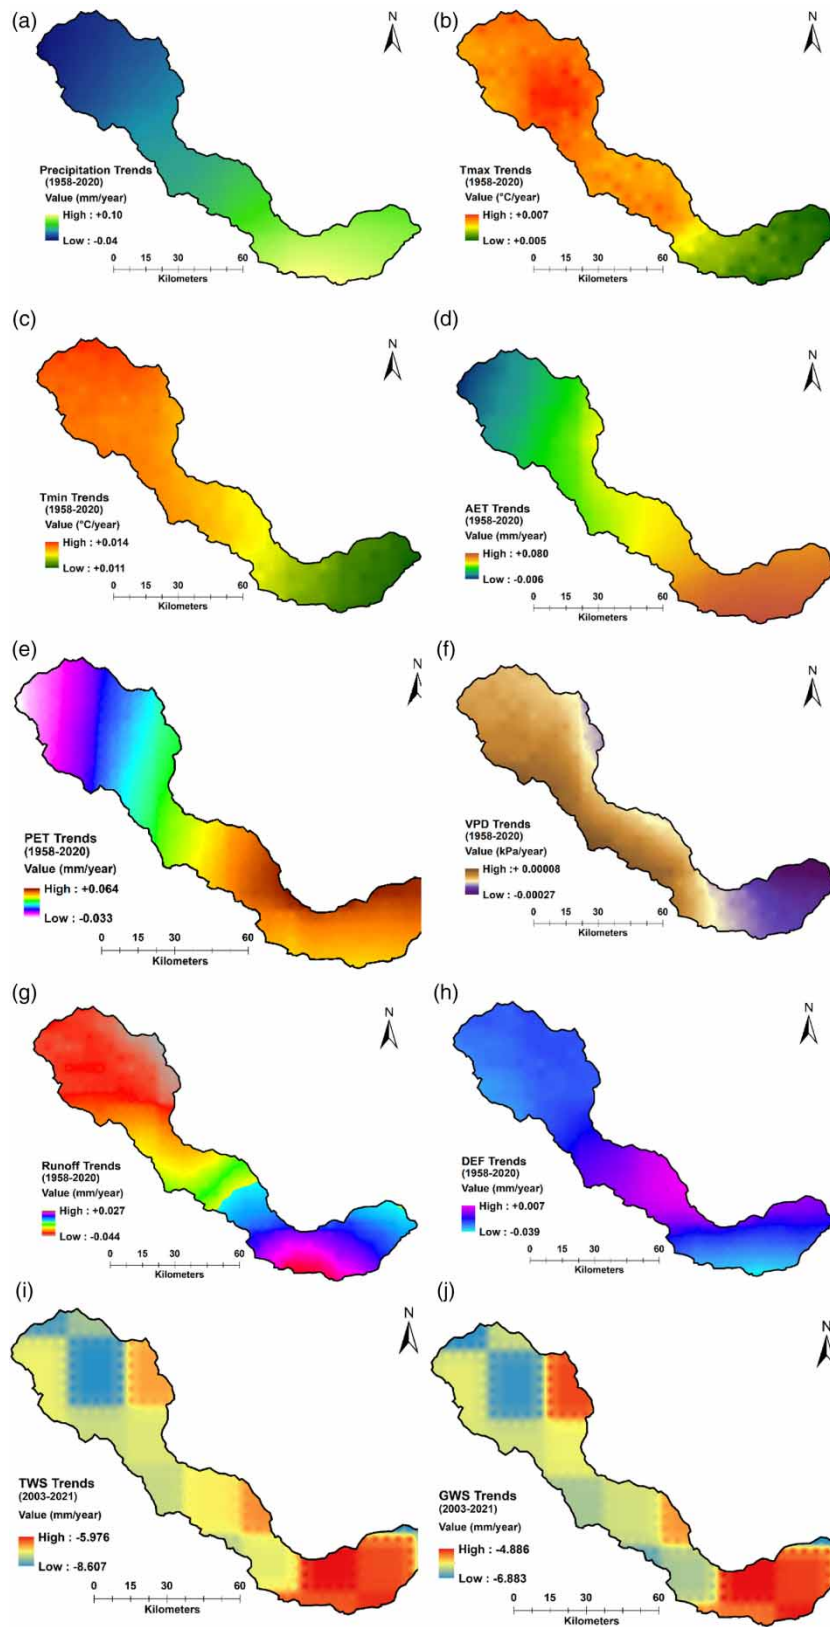 (a)
N
Precipitation Trends
(1958-2020)
Value (mm/year)
High : +0.10
Low : -0.04
0 15 30 60
Kilometers
(b)
N
Tmax Trends
(1958-2020)
Value (°C/year)
High : +0.007
Low : +0.005
0 15 30 60
Kilometers
(c)
N
Tmin Trends
(1958-2020)
Value (°C/year)
High : +0.014
Low : +0.011
0 15 30 60
Kilometers
(d)
N
AET Trends
(1958-2020)
Value (mm/year)
High : +0.080
Low : -0.006
0 15 30 60
Kilometers
(e)
N
PET Trends
(1958-2020)
Value (mm/year)
High : +0.064
Low : -0.033
0 15 30 60
Kilometers
(f)
N
VPD Trends
(1958-2020)
Value (kPa/year)
High :+ 0.00008
Low : -0.00027
0 15 30 60
Kilometers
(g)
N
Runoff Trends
(1958-2020)
Value (mm/year)
High : +0.027
Low : -0.044
0 15 30 60
Kilometers
(h)
N
DEF Trends
(1958-2020)
Value (mm/year)
High : +0.007
Low : -0.039
0 15 30 60
Kilometers
(i)
N
TWS Trends
(2003-2021)
Value (mm/year)
High : -5.976
Low : -8.607
0 15 30 60
Kilometers
(j)
N
GWS Trends
(2003-2021)
Value (mm/year)
High : -4.886
Low : -6.883
0 15 30 60
Kilometers